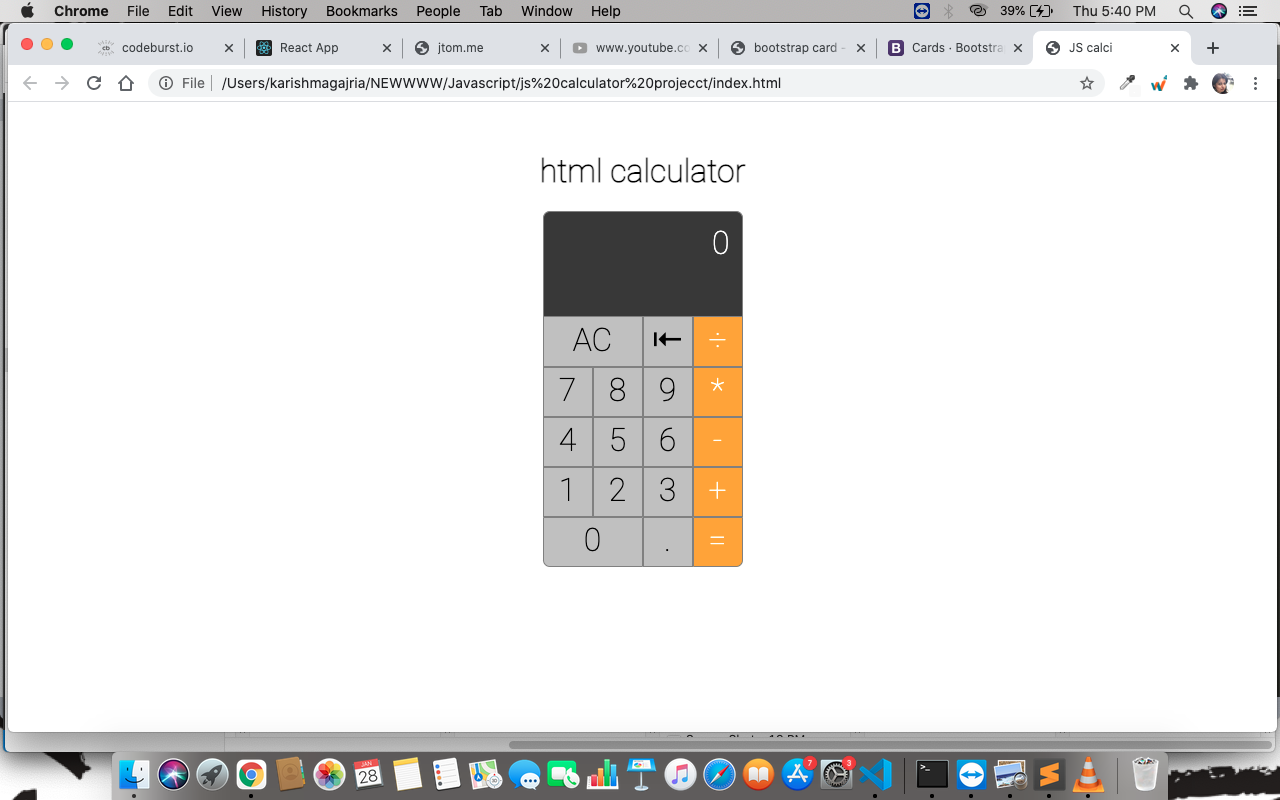 Chrome File Edit View History Bookmarks People Tab Window Help 39% Thu 5:40 PM
codeburst.io React App jtom.me www.youtube.co bootstrap card - Cards · Bootstra JS calci
File /Users/karishmagajria/NEWWWW/Javascript/js%20calculator%20projecct/index.html
html calculator
0
AC ÷
7 8 9 *
4 5 6 -
1 2 3 +
0 . =
JAN
28
7
3